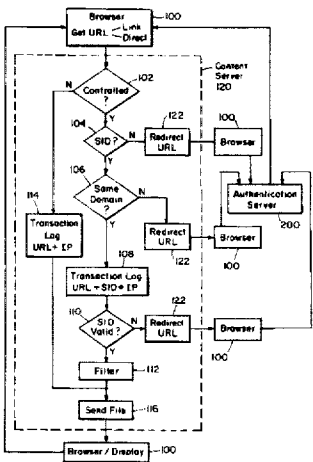 Browser
Get URL
Link
Direct
100
Content
Server
120
102
Controlled
?
N
Y
104
SID?
N
122
Redirect
URL
100
Browser
Y
106
Same
Domain
?
N
Authentication
Server
200
114
Transaction
Log
URL + IP
Y
Redirect
URL
122
Browser
100
108
Transaction Log
URL + SID + IP
110
SID
Valid?
N
122
Redirect
URL
Browser
100
Y
Filter
112
Send File
116
Browser / Display
100